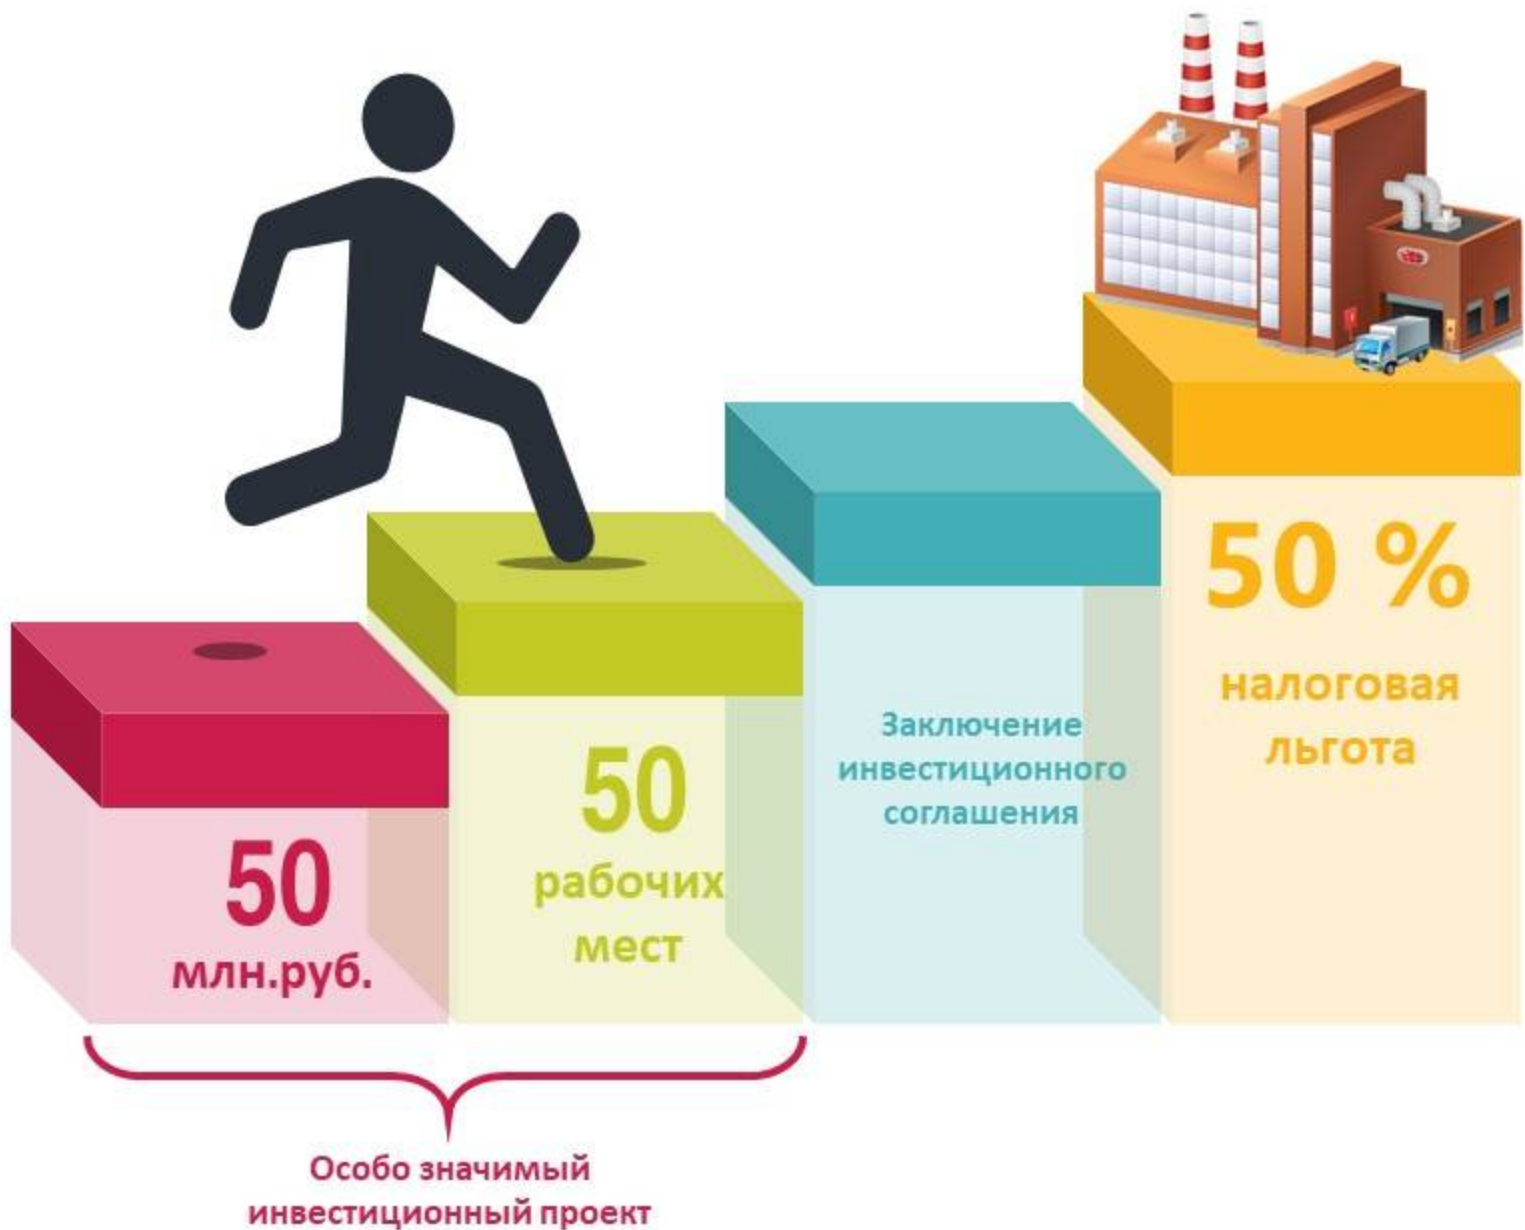 50
млн.руб.
50
рабочих
мест
Заключение
инвестиционного
соглашения
50 %
налоговая
льгота
Особо значимый
инвестиционный проект